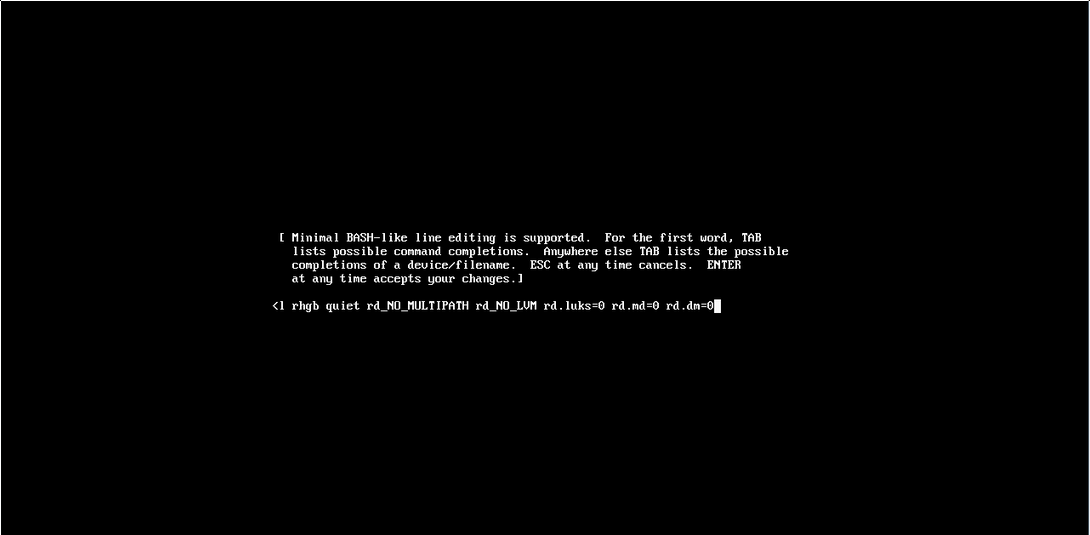 [ Minimal BASH-like line editing is supported.  For the first word, TAB
lists possible command completions.  Anywhere else TAB lists the possible
completions of a device/filename.  ESC at any time cancels.  ENTER
at any time accepts your changes.]
<l rhgb quiet rd_NO_MULTIPATH rd_NO_LVM rd.luks=0 rd.md=0 rd.dm=0